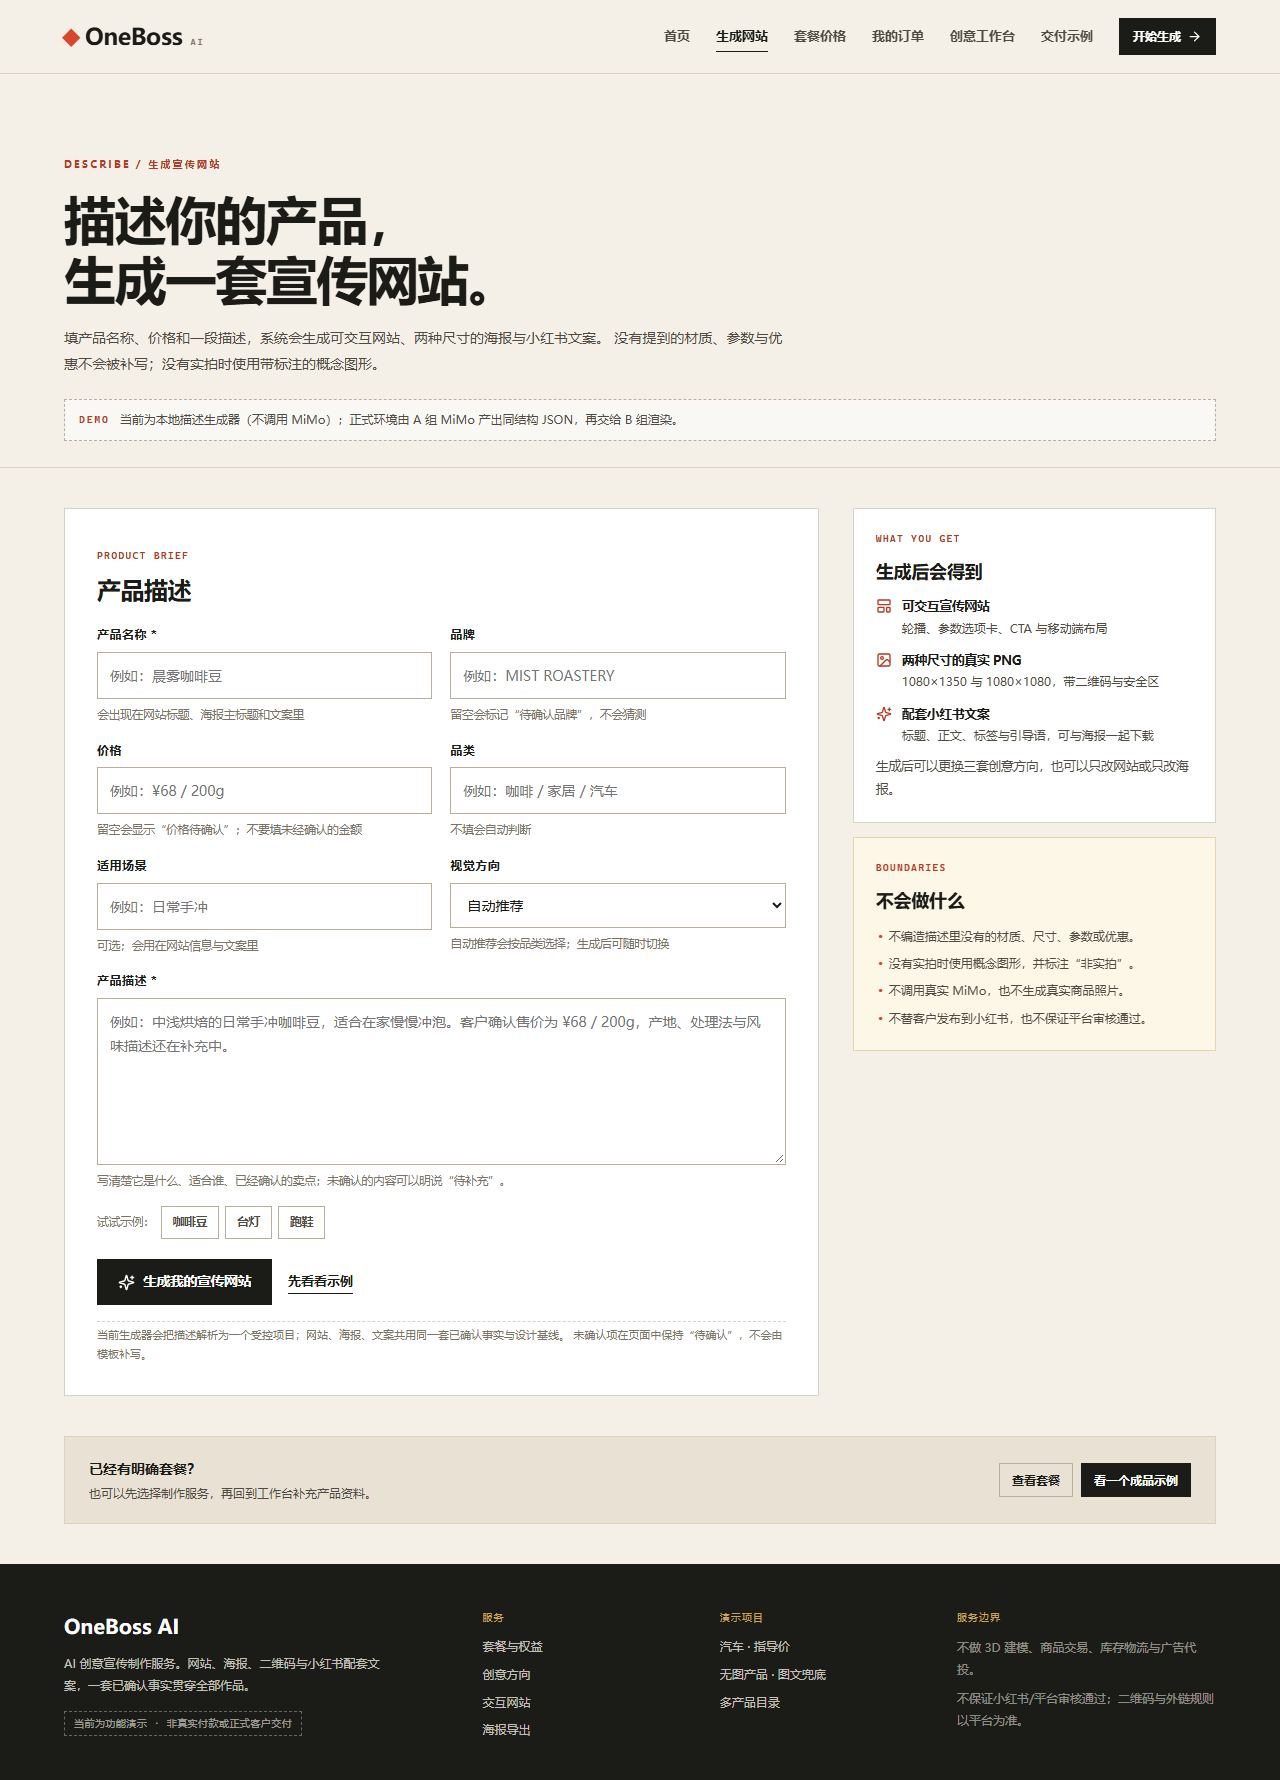 OneBoss AI
首页 生成网站 套餐价格 我的订单 创意工作台 交付示例 开始生成 →
DESCRIBE / 生成宣传网站
描述你的产品，
生成一套宣传网站。
填产品名称、价格和一段描述，系统会生成可交互网站、两种尺寸的海报与小红书文案。 没有提到的材质、参数与优
惠不会被补写；没有实拍时使用带标注的概念图形。
DEMO 当前为本地描述生成器（不调用 MiMo）；正式环境由 A 组 MiMo 产出同结构 JSON，再交给 B 组渲染。
PRODUCT BRIEF
产品描述
产品名称 * 品牌
例如：晨雾咖啡豆 例如：MIST ROASTERY
会出现在网站标题、海报主标题和文案里 留空会标记“待确认品牌”，不会猜测
价格 品类
例如：¥68 / 200g 例如：咖啡 / 家居 / 汽车
留空会显示“价格待确认”；不要填未经确认的金额 不填会自动判断
适用场景 视觉方向
例如：日常手冲 自动推荐
可选；会用在网站信息与文案里 自动推荐会按品类选择；生成后可随时切换
产品描述 *
例如：中浅烘焙的日常手冲咖啡豆，适合在家慢慢冲泡。客户确认售价为 ¥68 / 200g，产地、处理法与风
味描述还在补充中。
写清楚它是什么、适合谁、已经确认的卖点；未确认的内容可以明说“待补充”。
试试示例： 咖啡豆 台灯 跑鞋
生成我的宣传网站 先看看示例
当前生成器会把描述解析为一个受控项目；网站、海报、文案共用同一套已确认事实与设计基线。 未确认项在页面中保持“待确认”，不会由
模板补写。
WHAT YOU GET
生成后会得到
可交互宣传网站
轮播、参数选项卡、CTA 与移动端布局
两种尺寸的真实 PNG
1080×1350 与 1080×1080，带二维码与安全区
配套小红书文案
标题、正文、标签与引导语，可与海报一起下载
生成后可以更换三套创意方向，也可以只改网站或只改海
报。
BOUNDARIES
不会做什么
• 不编造描述里没有的材质、尺寸、参数或优惠。
• 没有实拍时使用概念图形，并标注“非实拍”。
• 不调用真实 MiMo，也不生成真实商品照片。
• 不替客户发布到小红书，也不保证平台审核通过。
已经有明确套餐？
也可以先选择制作服务，再回到工作台补充产品资料。
查看套餐 看一个成品示例
OneBoss AI
AI 创意宣传制作服务。网站、海报、二维码与小红书配套文
案，一套已确认事实贯穿全部作品。
当前为功能演示 · 非真实付款或正式客户交付
服务
套餐与权益
创意方向
交互网站
海报导出
演示项目
汽车 · 指导价
无图产品 · 图文兜底
多产品目录
服务边界
不做 3D 建模、商品交易、库存物流与广告代
投。
不保证小红书/平台审核通过；二维码与外链规则
以平台为准。